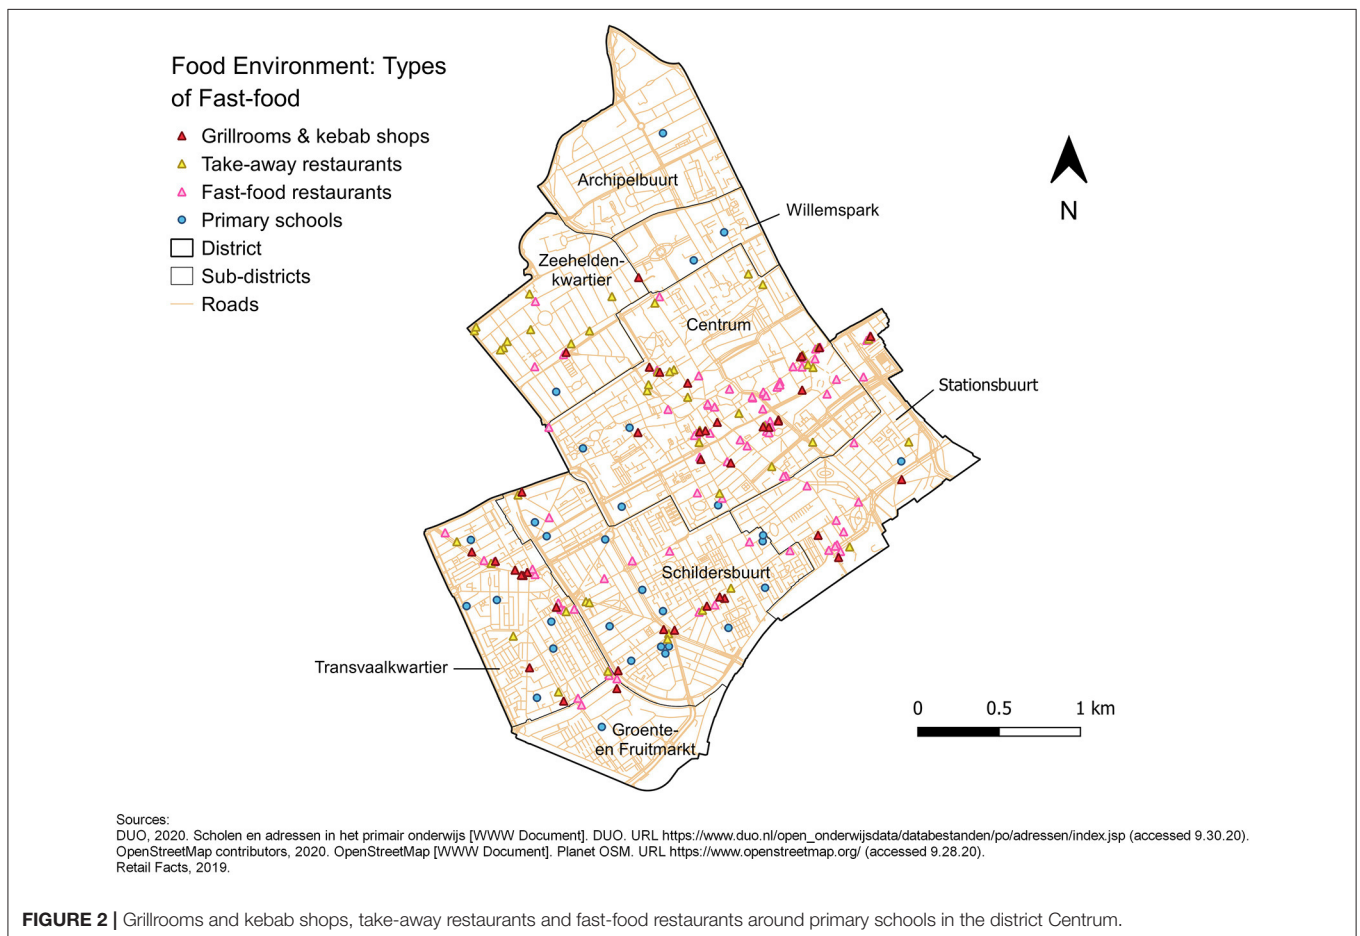 Food Environment: Types
of Fast-food
Grillrooms & kebab shops
Take-away restaurants
Fast-food restaurants
Primary schools
District
Sub-districts
Roads
Archipelbuurt
Willemspark
Zeehelden-
kwartier
Centrum
N
Stationsbuurt
Schildersbuurt
Transvaalkwartier
Groente-
en Fruitmarkt
0 0.5 1 km
Sources:
DUO, 2020. Scholen en adressen in het primair onderwijs [WWW Document]. DUO. URL https://www.duo.nl/open_onderwijsdata/databestanden/po/adressen/index.jsp (accessed 9.30.20).
OpenStreetMap contributors, 2020. OpenStreetMap [WWW Document]. Planet OSM. URL https://www.openstreetmap.org/ (accessed 9.28.20).
Retail Facts, 2019.
FIGURE 2 | Grillrooms and kebab shops, take-away restaurants and fast-food restaurants around primary schools in the district Centrum.